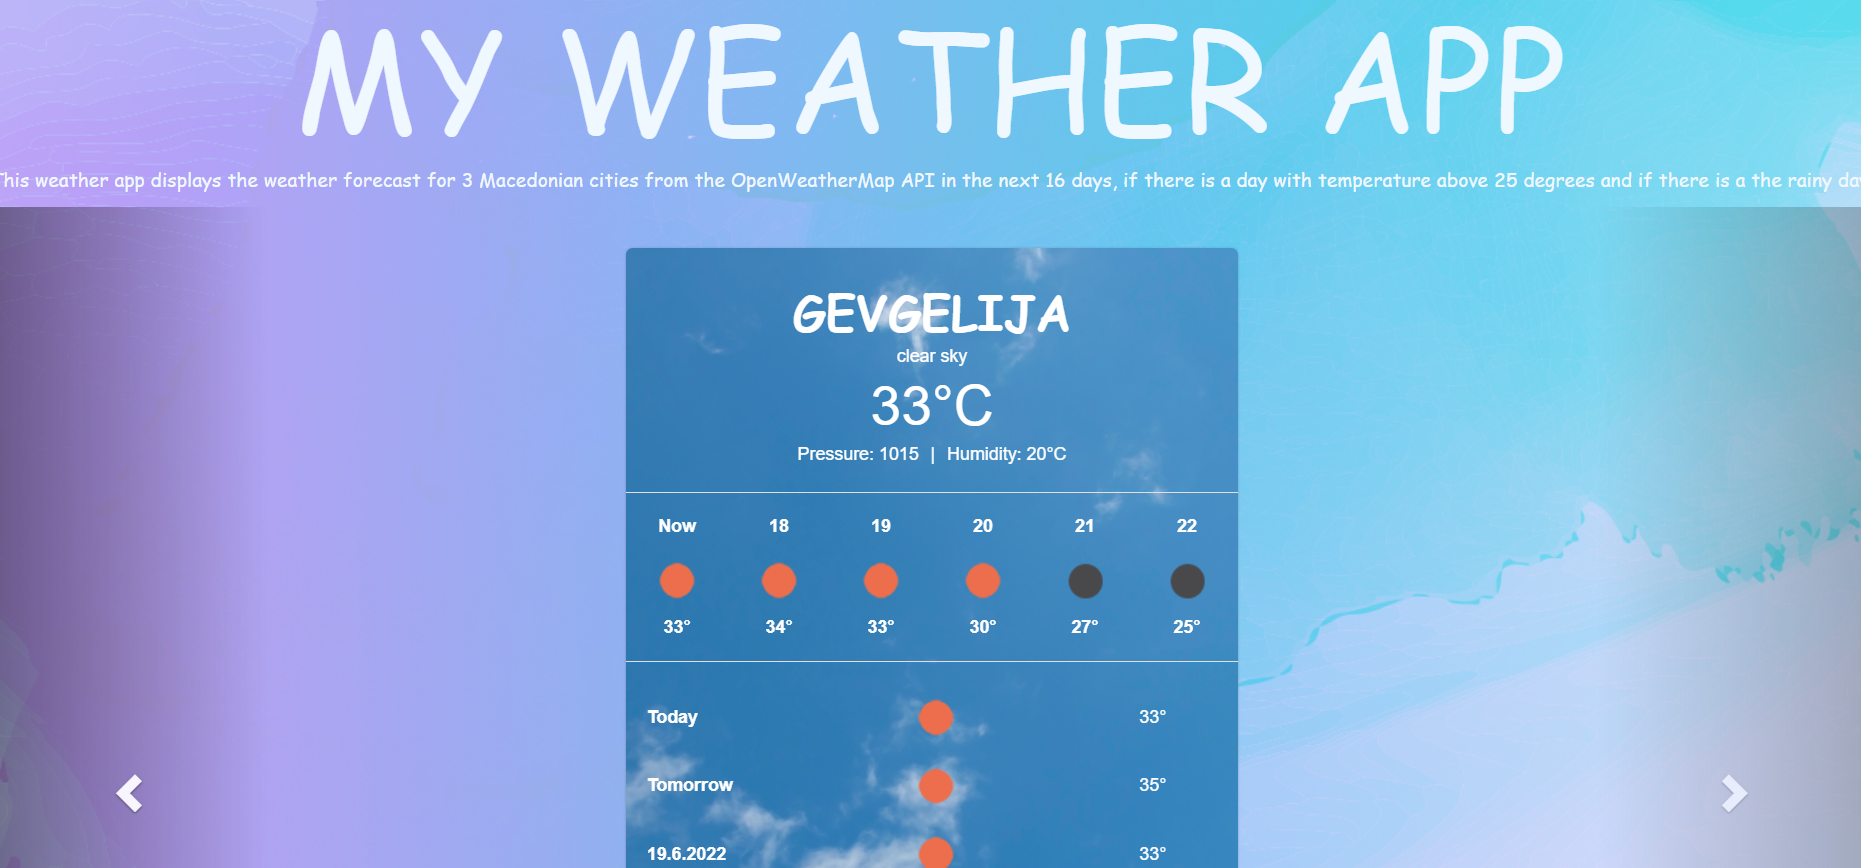 MY WEATHER APP
This weather app displays the weather forecast for 3 Macedonian cities from the OpenWeatherMap API in the next 16 days, if there is a day with temperature above 25 degrees and if there is a the rainy day
GEVGELIJA
clear sky
33°C
Pressure: 1015 | Humidity: 20°C
Now 18 19 20 21 22
33° 34° 33° 30° 27° 25°
Today 33°
Tomorrow 35°
19.6.2022 33°